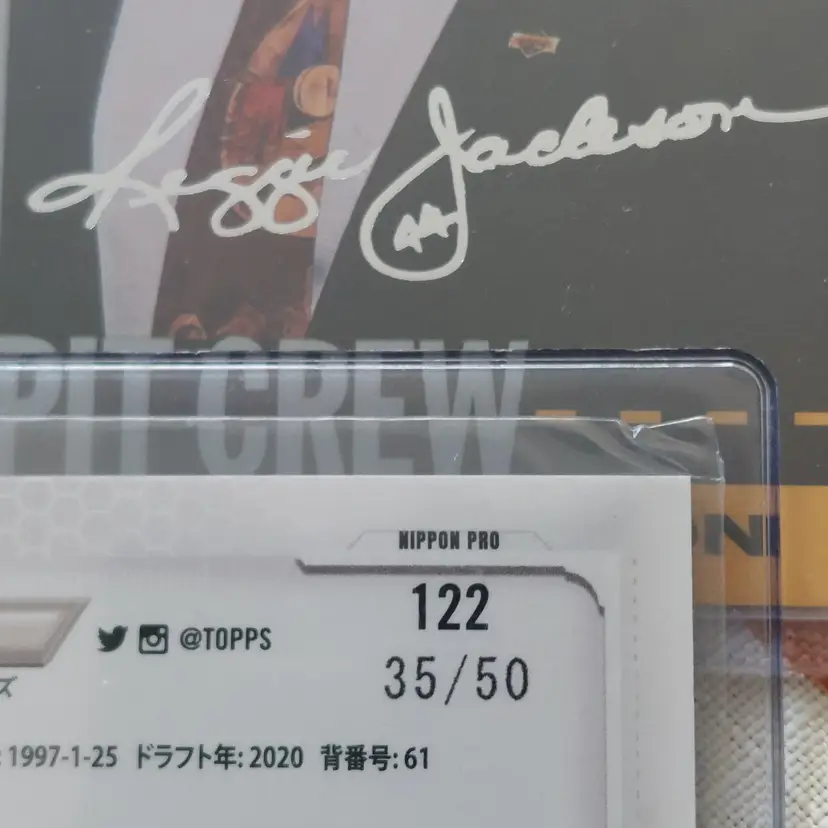 Reggie Jackson
PIT CREW
NIPPON PRO
122
@TOPPS
35/50
ズ
: 1997-1-25 ドラフト年: 2020 背番号: 61